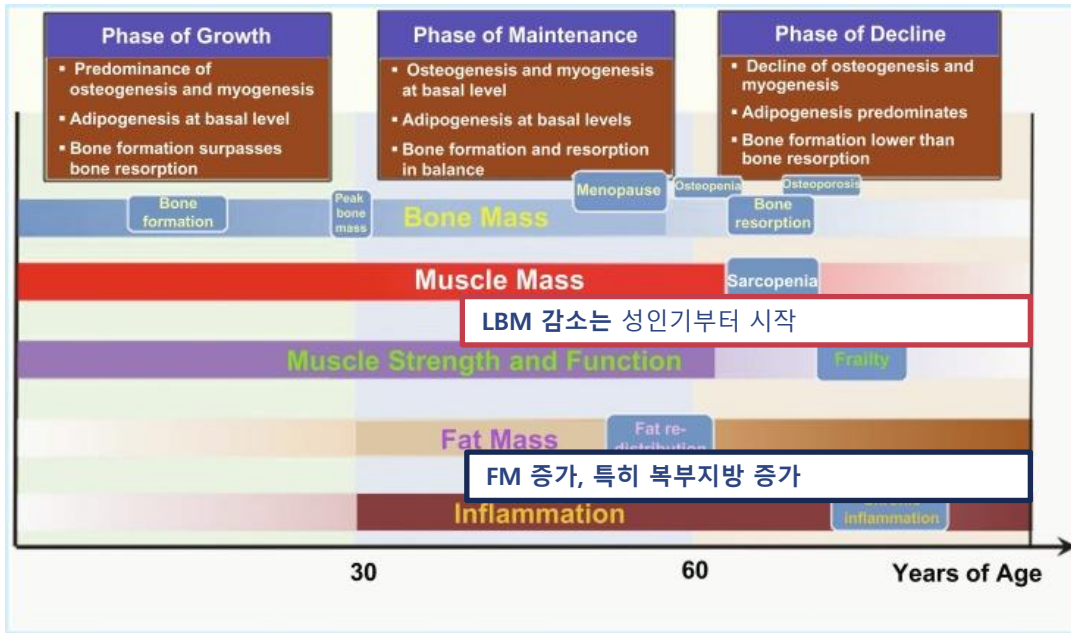 Phase of Growth
▪ Predominance of
osteogenesis and myogenesis
▪ Adipogenesis at basal level
▪ Bone formation surpasses
bone resorption
Phase of Maintenance
▪ Osteogenesis and myogenesis
at basal level
▪ Adipogenesis at basal levels
▪ Bone formation and resorption
in balance
Phase of Decline
▪ Decline of osteogenesis and
myogenesis
▪ Adipogenesis predominates
▪ Bone formation lower than
bone resorption
Bone
formation
Peak
bone
mass
Bone Mass
Menopause
Osteopenia
Osteoporosis
Bone
resorption
Muscle Mass
Sarcopenia
LBM 감소는 성인기부터 시작
Muscle Strength and Function
Frailty
Fat Mass
Fat re-
distribution
FM 증가, 특히 복부지방 증가
Inflammation
inflammation
30
60
Years of Age